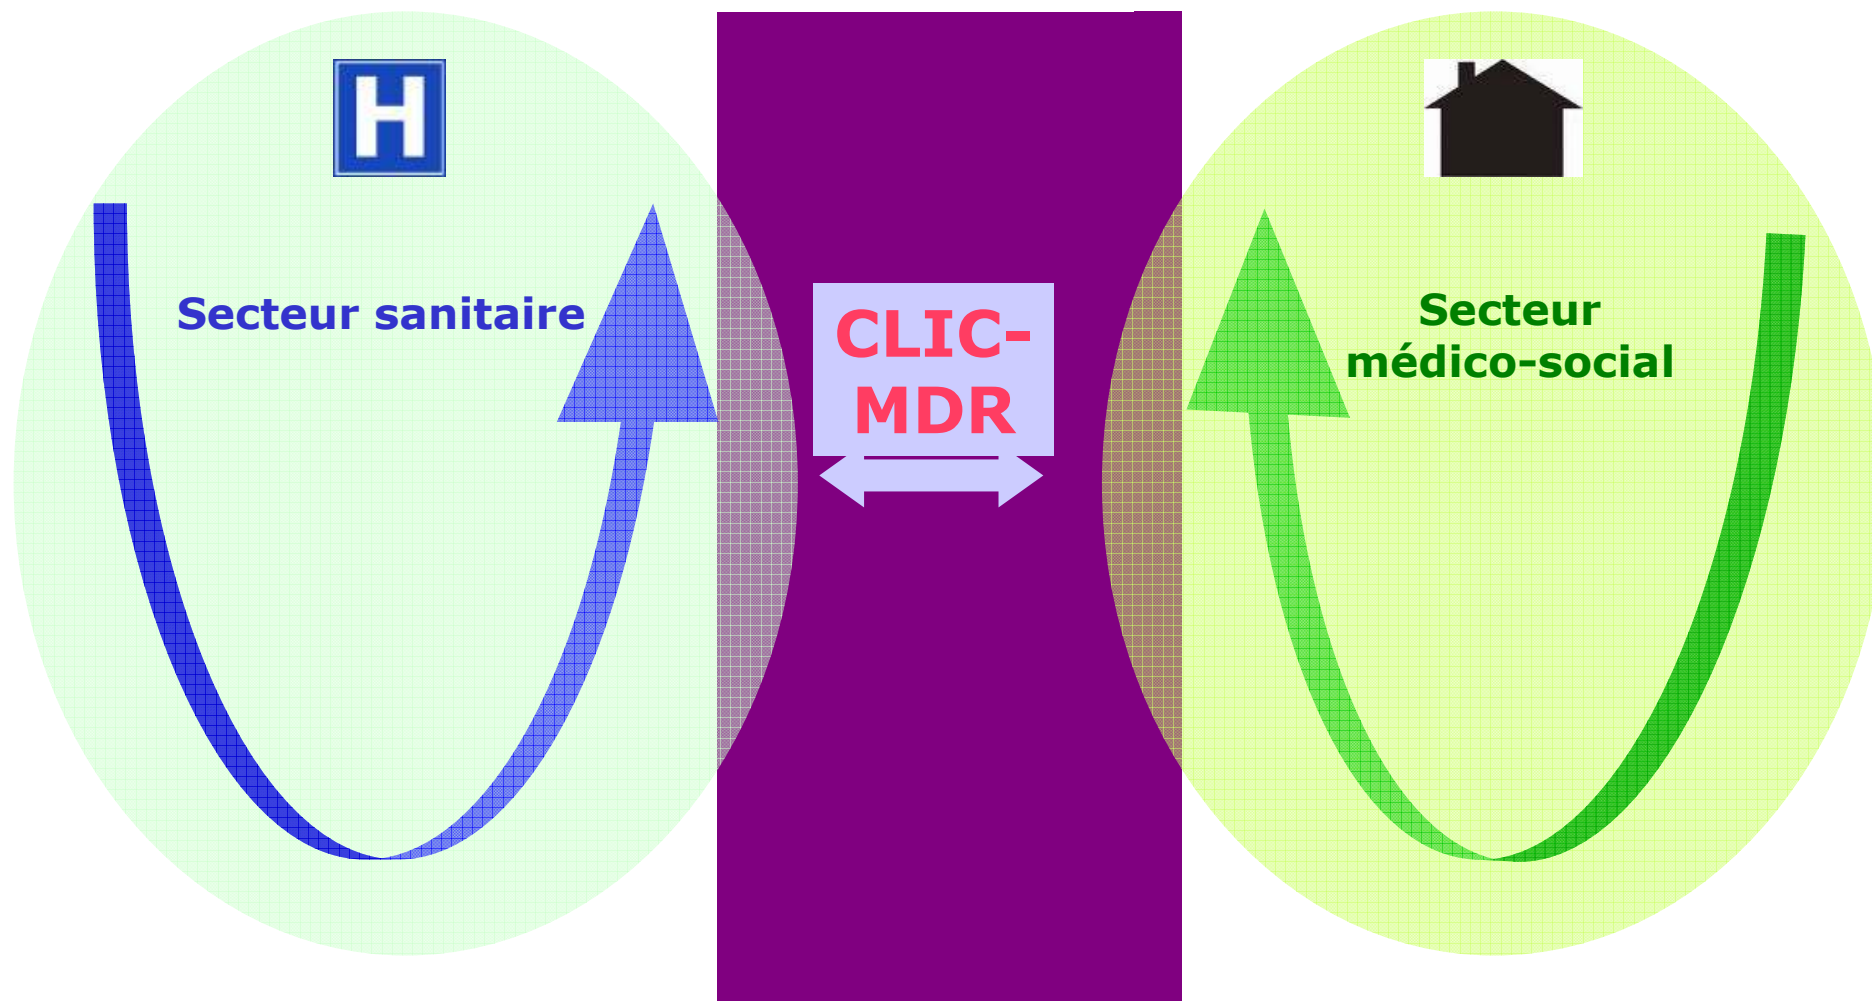 H
Secteur sanitaire
CLIC-
MDR
Secteur
médico-social